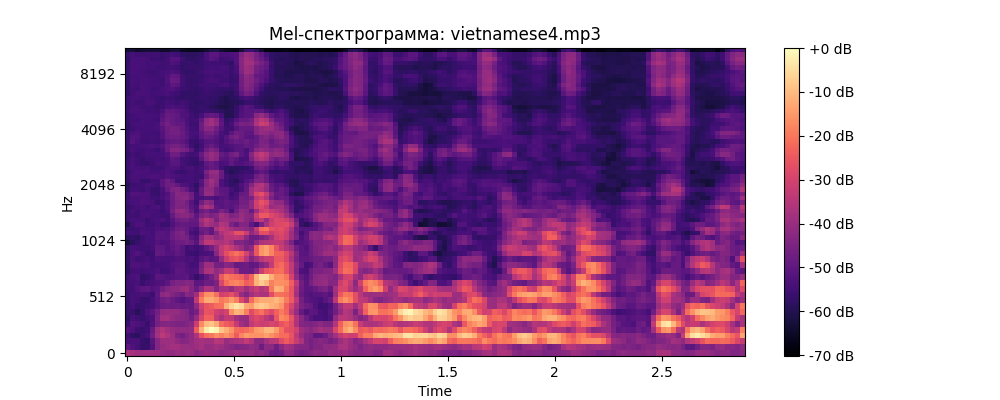 Mel-спектрограмма: vietnamese4.mp3
Hz
8192
4096
2048
1024
512
0
0 0.5 1 1.5 2 2.5
Time
+0 dB
-10 dB
-20 dB
-30 dB
-40 dB
-50 dB
-60 dB
-70 dB